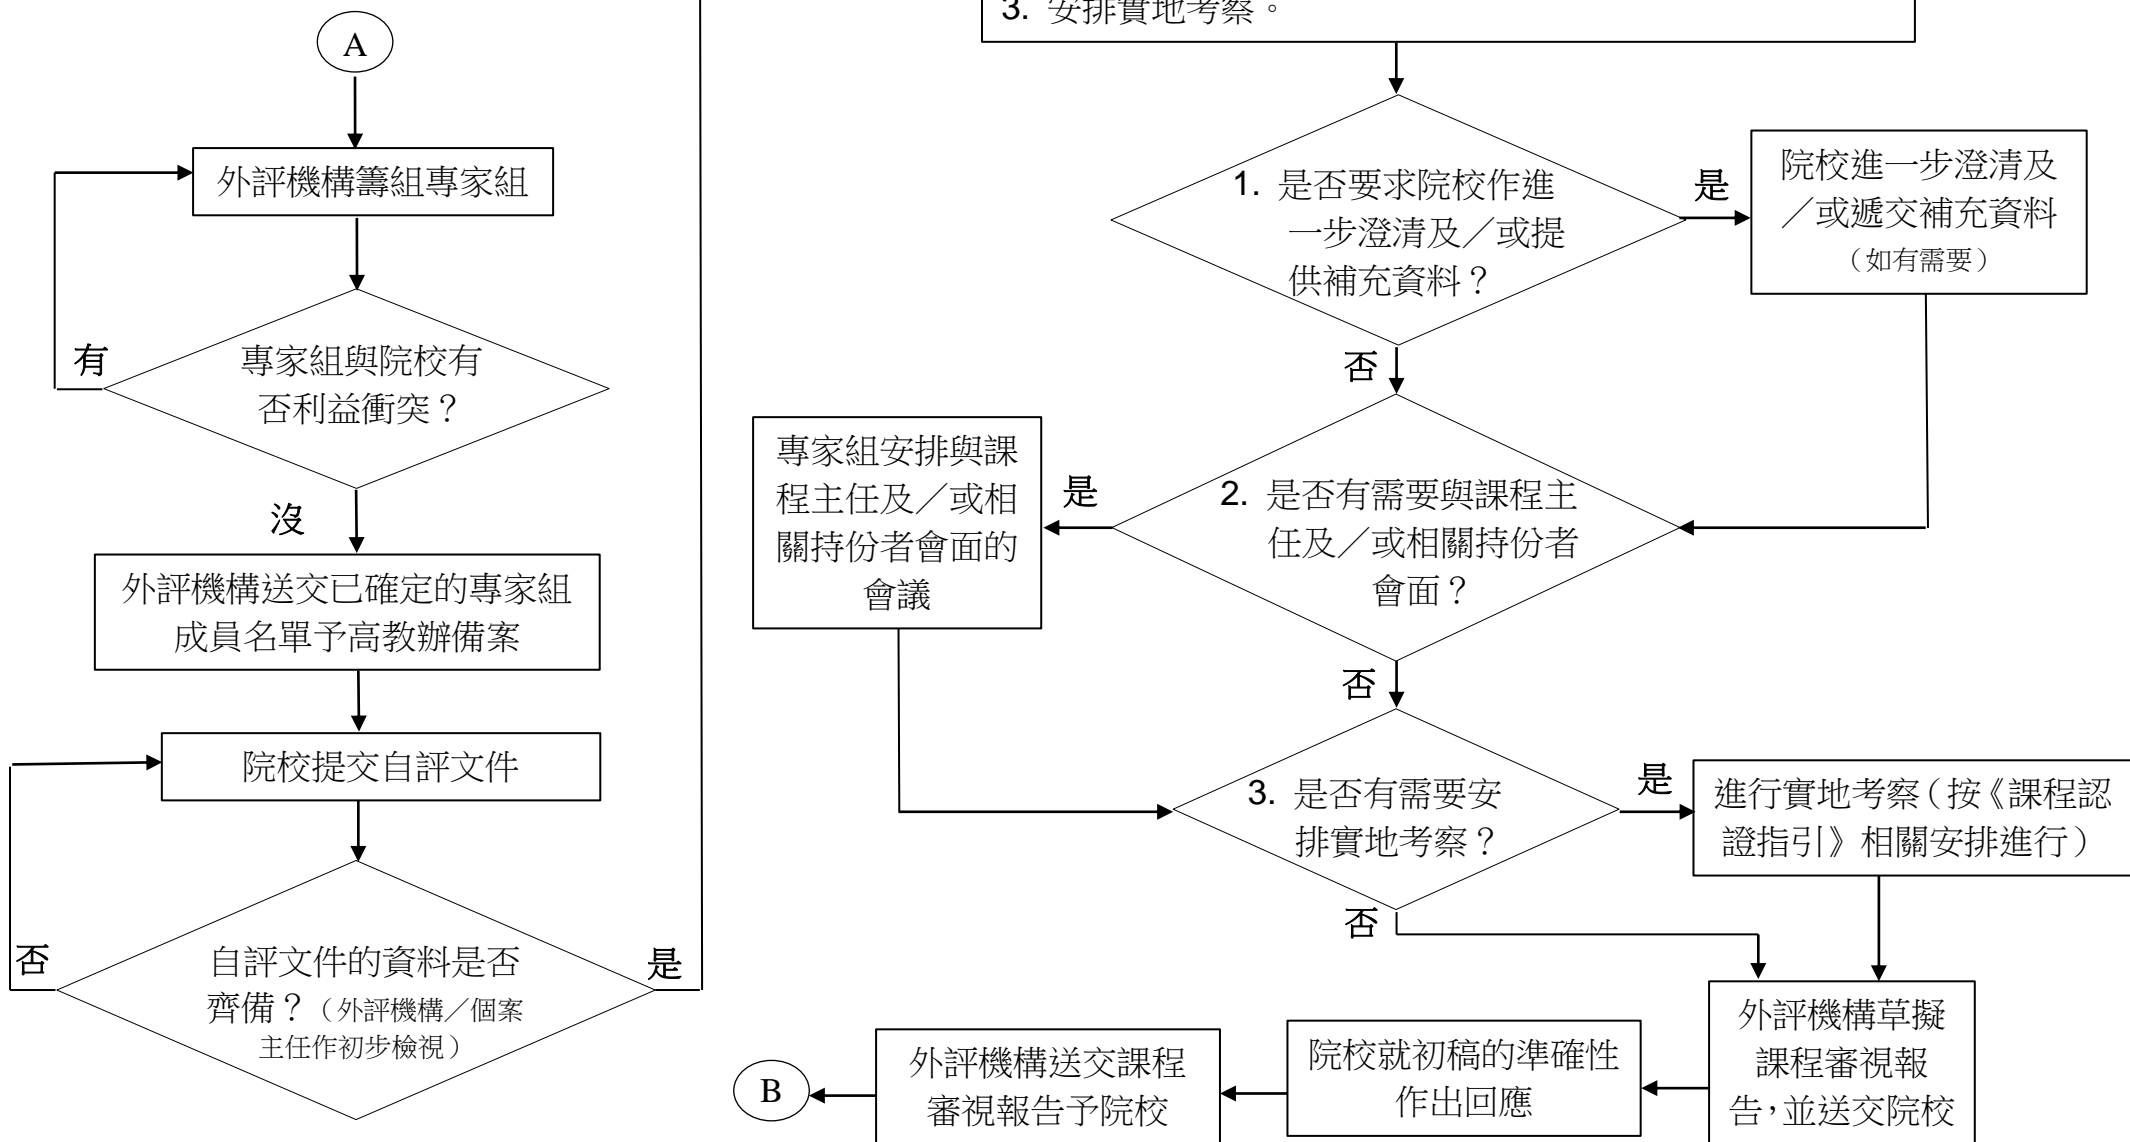 A
外評機構籌組專家組
有
專家組與院校有
否利益衝突？
沒
外評機構送交已確定的專家組
成員名單予高教辦備案
院校提交自評文件
否
自評文件的資料是否
齊備？（外評機構／個案
主任作初步檢視）
是
3. 安排實地考察。
1. 是否要求院校作進
一步澄清及／或提
供補充資料？
是
院校進一步澄清及
／或遞交補充資料
（如有需要）
否
專家組安排與課
程主任及／或相
關持份者會面的
會議
是
2. 是否有需要與課程主
任及／或相關持份者
會面？
否
3. 是否有需要安
排實地考察？
是
進行實地考察（按《課程認
證指引》相關安排進行）
否
外評機構草擬
課程審視報
告，並送交院校
院校就初稿的準確性
作出回應
外評機構送交課程
審視報告予院校
B